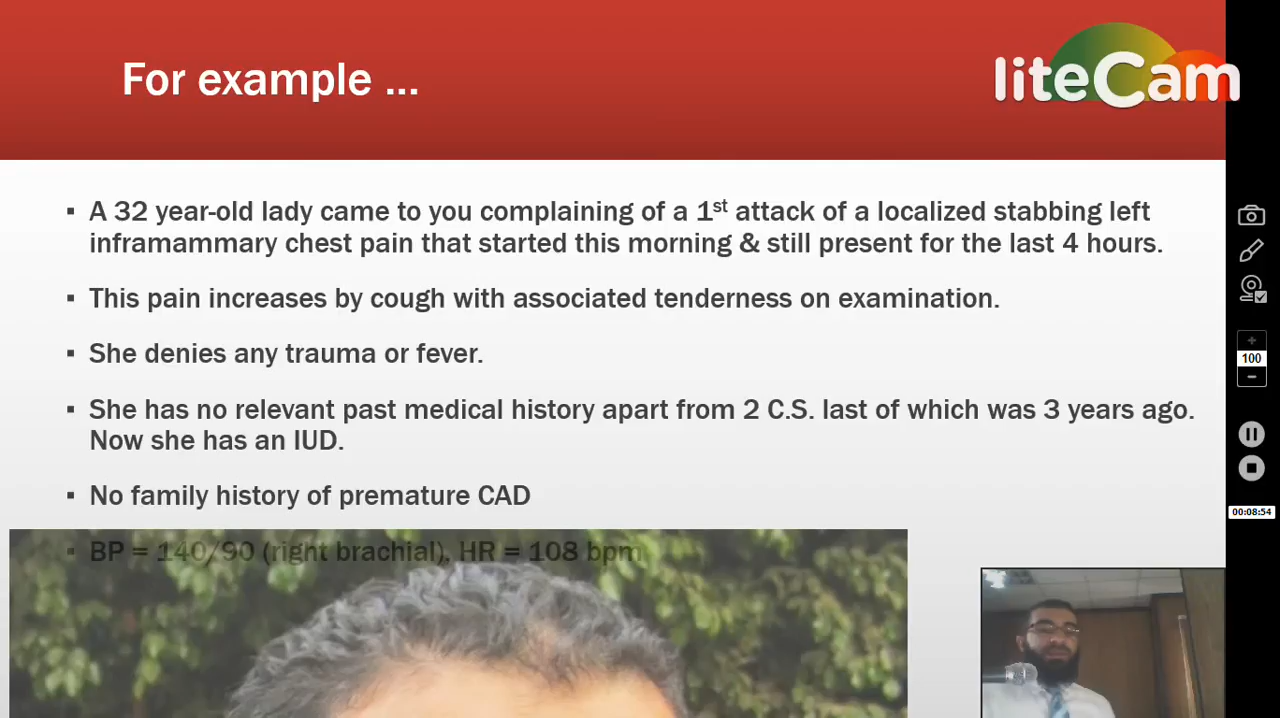 For example ...
liteCam
▪ A 32 year-old lady came to you complaining of a 1st attack of a localized stabbing left
inframammary chest pain that started this morning & still present for the last 4 hours.
▪ This pain increases by cough with associated tenderness on examination.
▪ She denies any trauma or fever.
▪ She has no relevant past medical history apart from 2 C.S. last of which was 3 years ago.
Now she has an IUD.
▪ No family history of premature CAD
▪ BP = 140/90 (right brachial). HR = 108 bpm
100
00:08:54